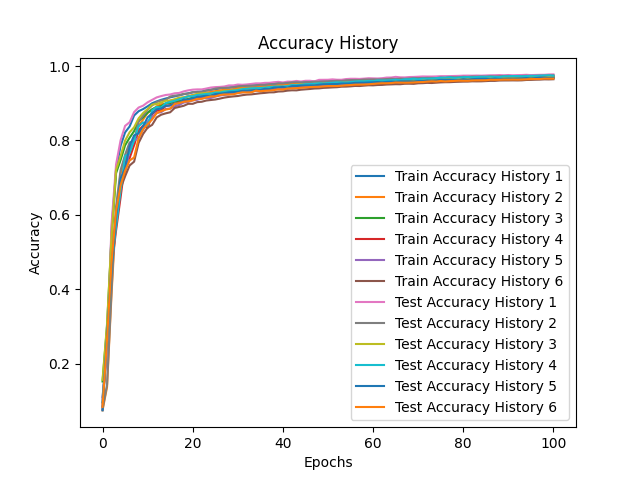 Accuracy History
1.0
0.8
0.6
0.4
0.2
Accuracy
Train Accuracy History 1
Train Accuracy History 2
Train Accuracy History 3
Train Accuracy History 4
Train Accuracy History 5
Train Accuracy History 6
Test Accuracy History 1
Test Accuracy History 2
Test Accuracy History 3
Test Accuracy History 4
Test Accuracy History 5
Test Accuracy History 6
0 20 40 60 80 100
Epochs